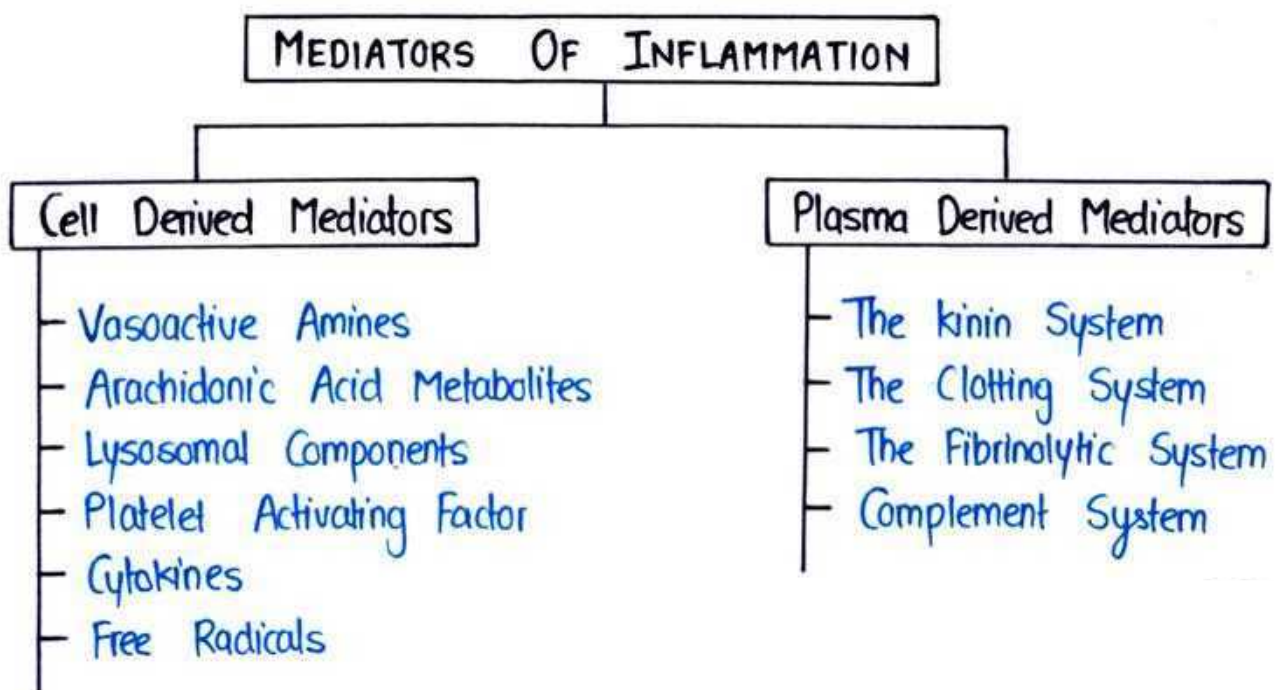 MEDIATORS OF INFLAMMATION
Cell Derived Mediators
Vasoactive Amines
Arachidonic Acid Metabolites
Lysosomal Components
Platelet Activating Factor
Cytokines
Free Radicals
Plasma Derived Mediators
The kinin System
The Clotting System
The Fibrinolytic System
Complement System